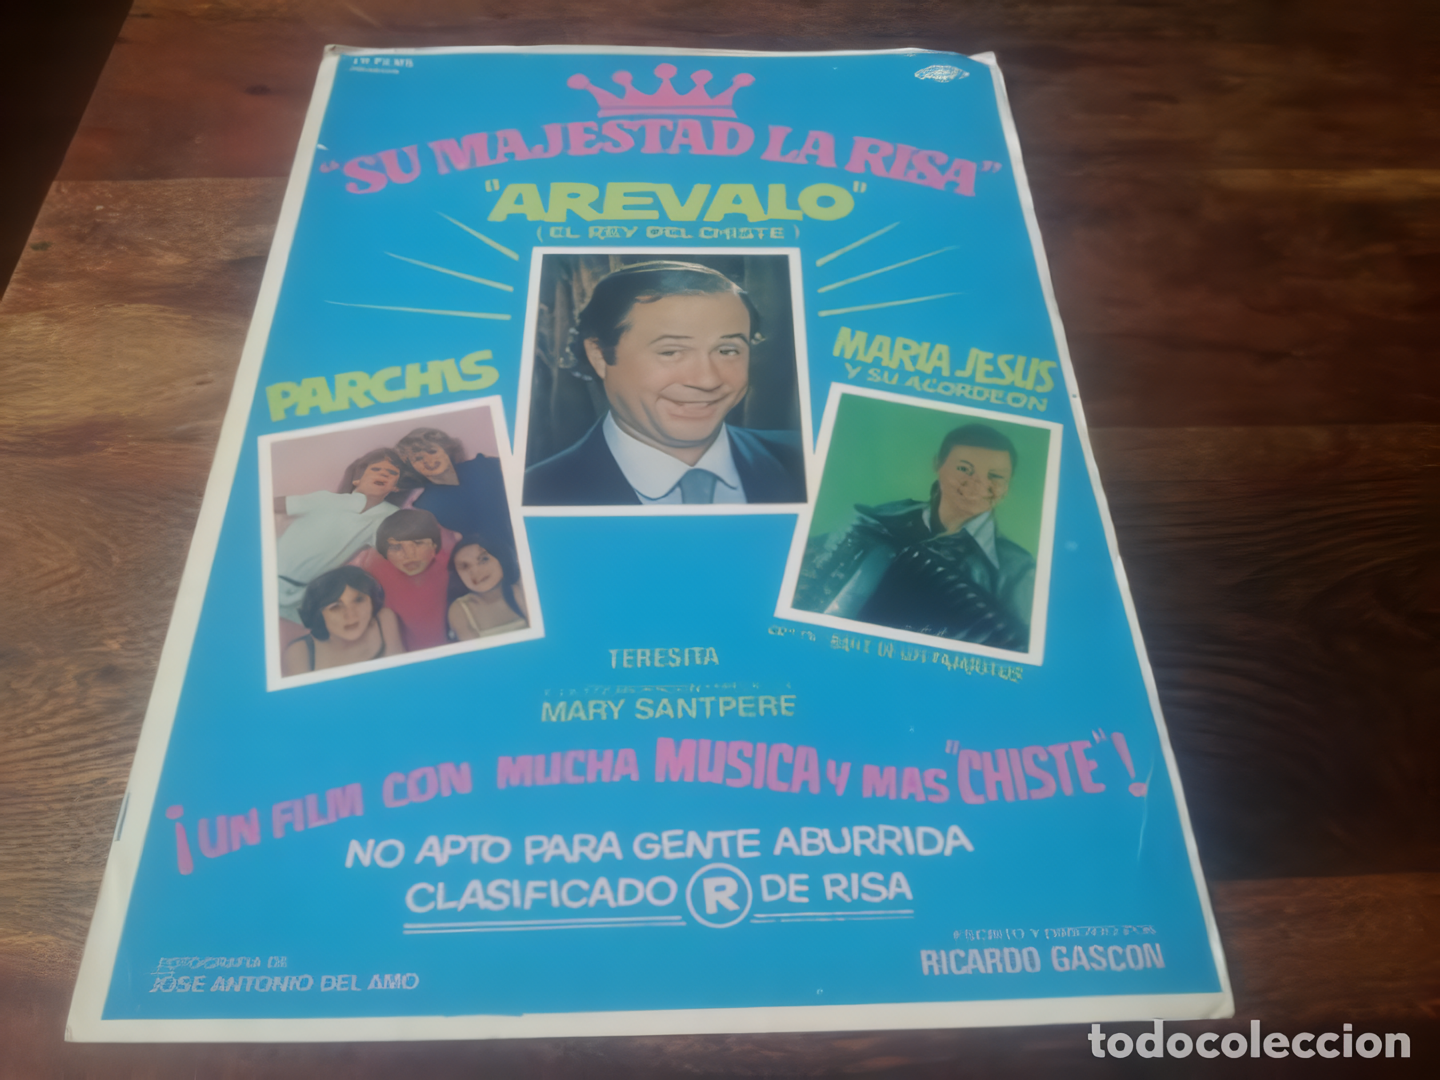 "SU MAJESTAD LA RISA"
"AREVALO"
(EL REY DEL CHISTE)
PARCHIS
MARIA JESUS
Y SU ACORDEON
TERESITA
MARY SANTPERE
¡UN FILM CON MUCHA MUSICA Y MAS "CHISTE"!
NO APTO PARA GENTE ABURRIDA
CLASIFICADO R DE RISA
FOTOGRAFIA DE
JOSE ANTONIO DEL AMO
RICARDO GASCON
todocoleccion